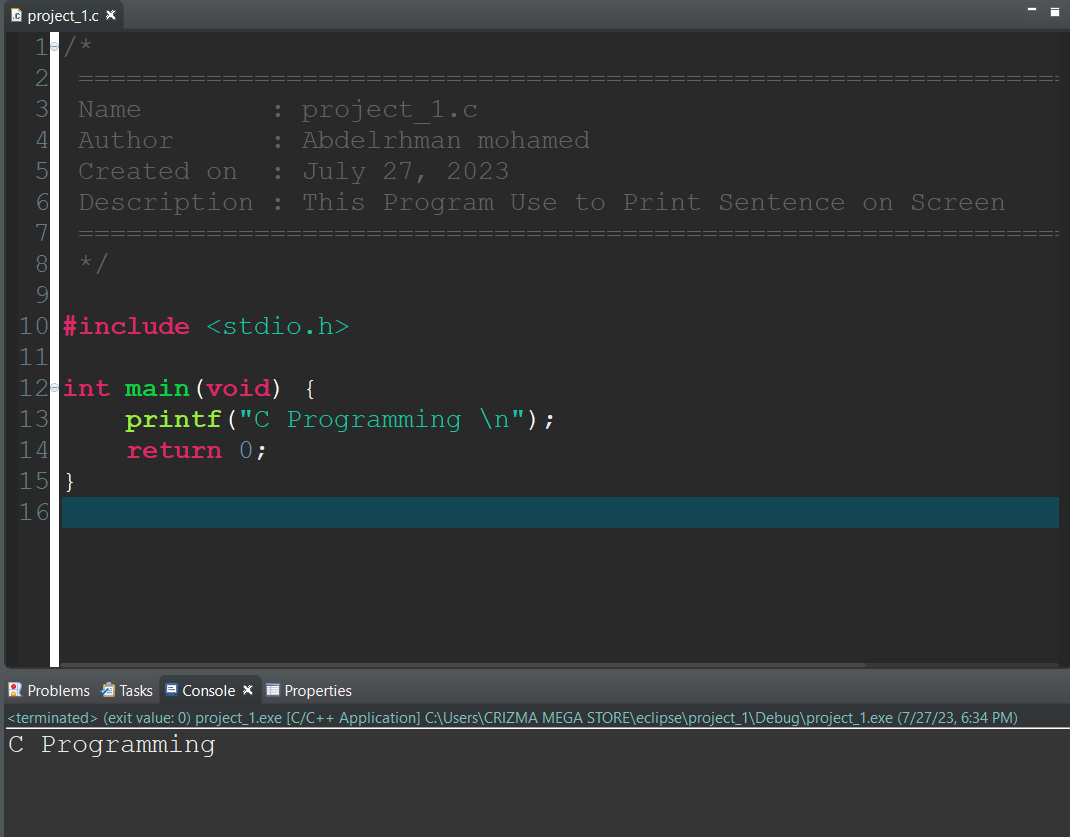 project_1.c
1 /*
2 =============================================================
3 Name        : project_1.c
4 Author      : Abdelrhman mohamed
5 Created on  : July 27, 2023
6 Description : This Program Use to Print Sentence on Screen
7 =============================================================
8 */
9
10 #include <stdio.h>
11
12 int main(void) {
13     printf("C Programming \n");
14     return 0;
15 }
16
Problems Tasks Console Properties
<terminated> (exit value: 0) project_1.exe [C/C++ Application] C:\Users\CRIZMA MEGA STORE\eclipse\project_1\Debug\project_1.exe (7/27/23, 6:34 PM)
C Programming